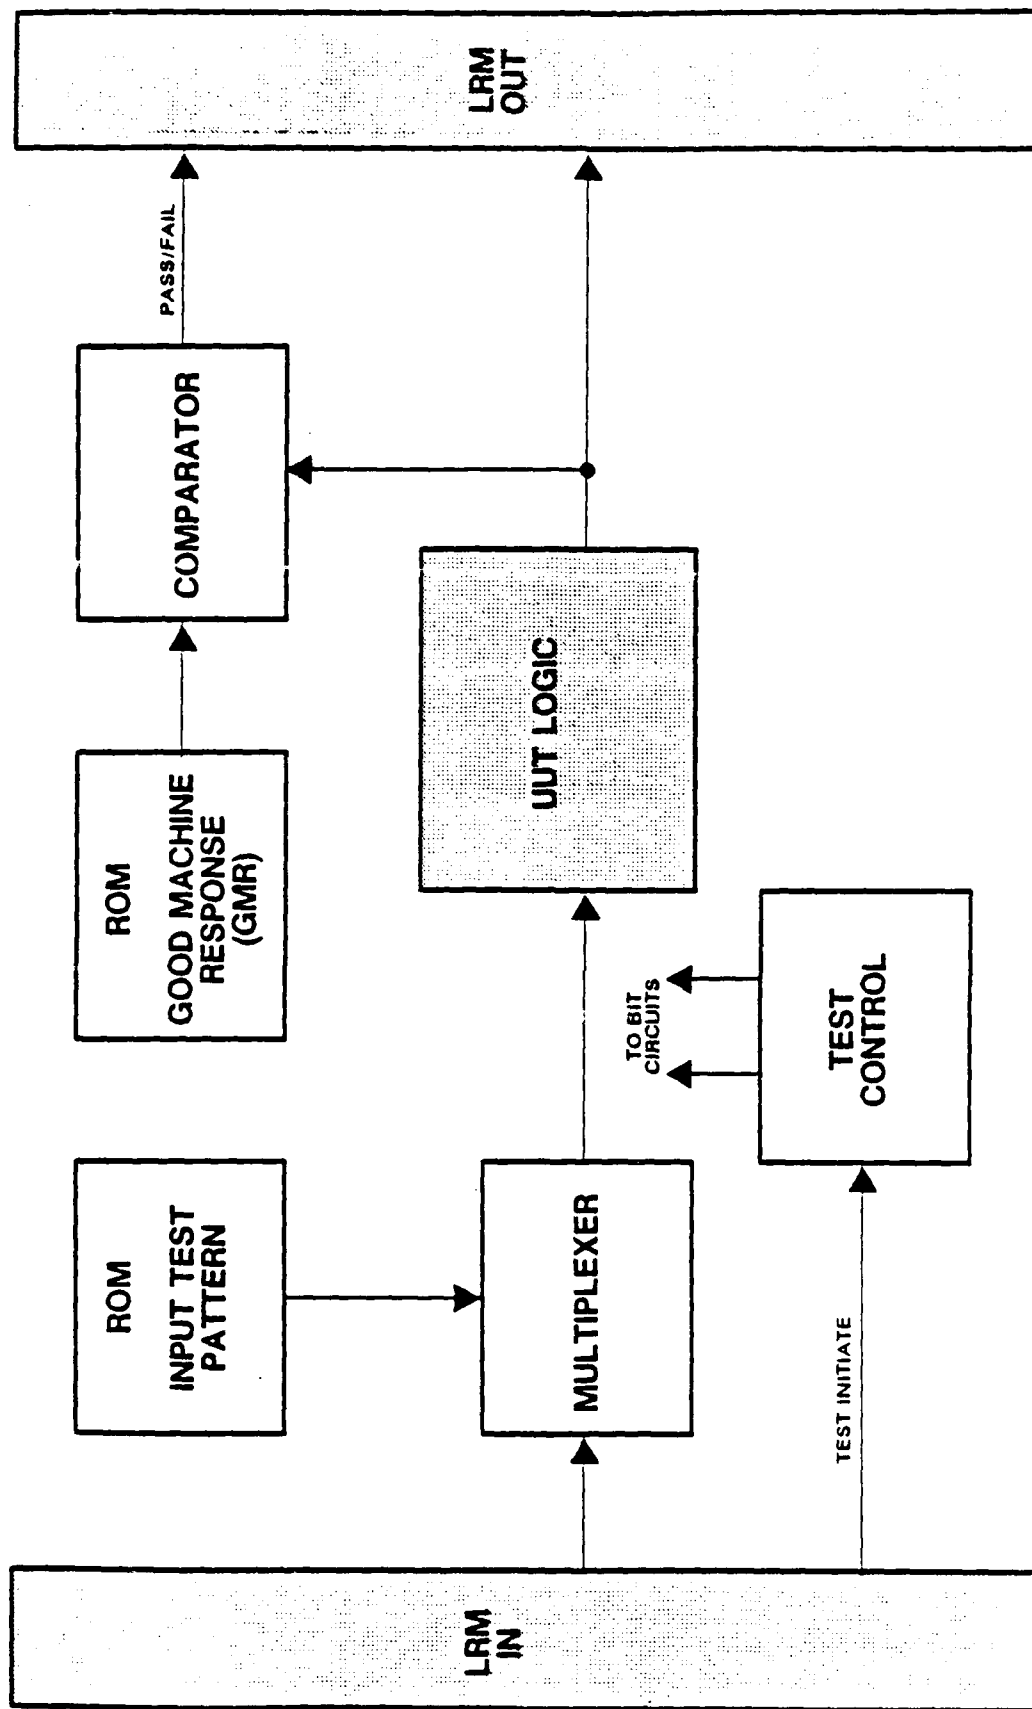 LRM
IN
ROM
INPUT TEST
PATTERN
MULTIPLEXER
TEST INITIATE
ROM
GOOD MACHINE
RESPONSE
(GMR)
TO BIT
CIRCUITS
TEST
CONTROL
UUT LOGIC
COMPARATOR
PASS/FAIL
LRM
OUT